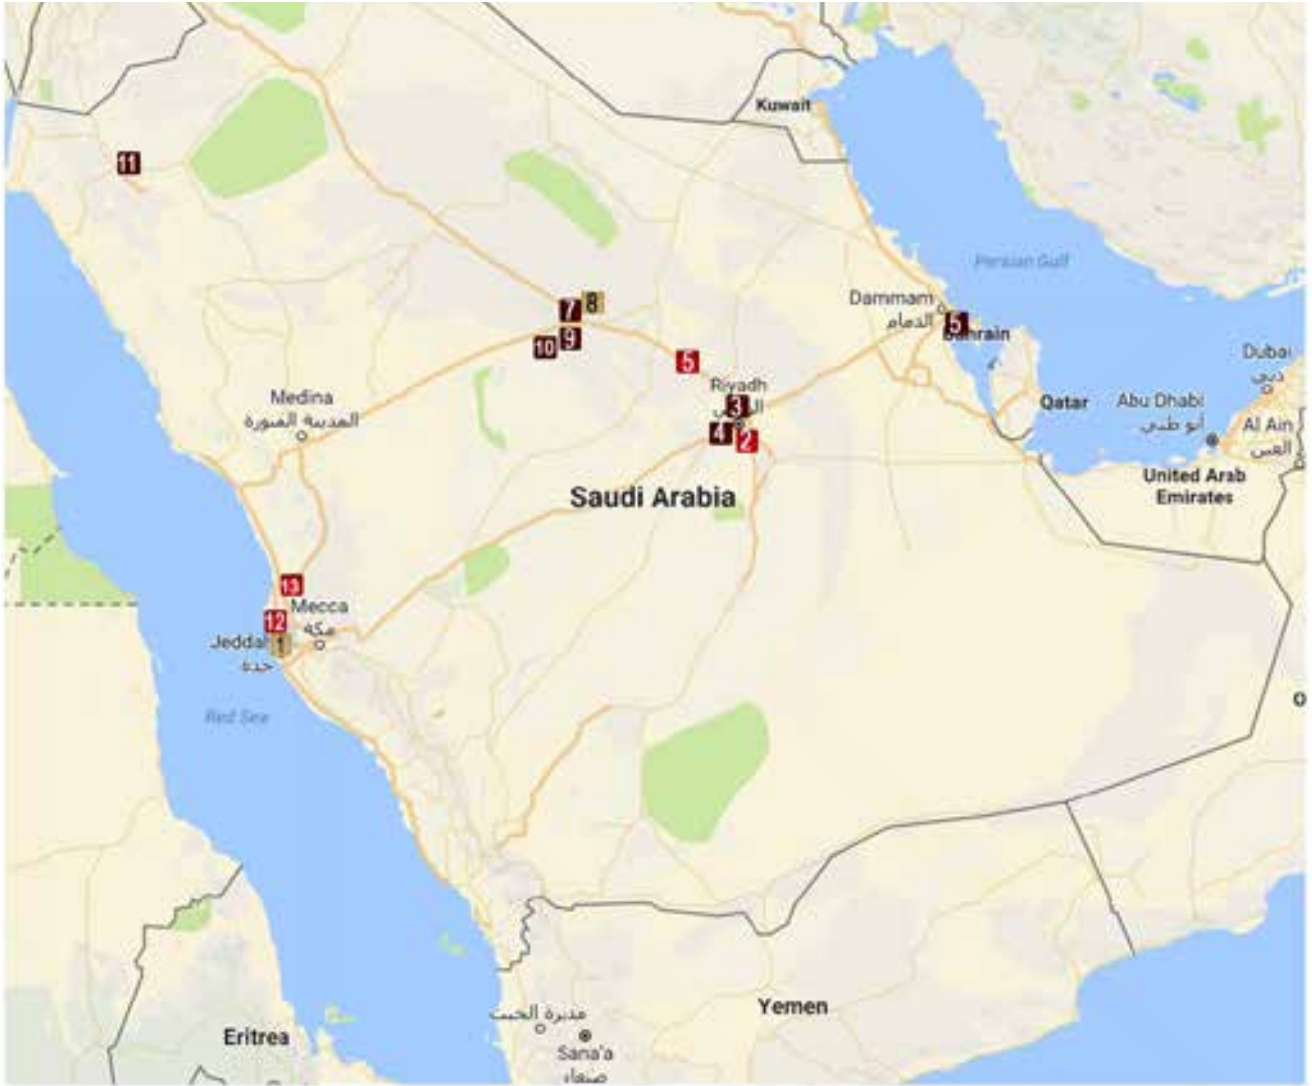 Kuwait
11
Persian Gulf
7
8
Dammam
الدمام
5
Bahrain
9
10
5
Dubai
دبي
Riyadh
3
Medina
المدينة المنورة
Qatar
Abu Dhabi
أبو ظبي
4
2
Al Ain
العين
United Arab
Emirates
Saudi Arabia
13
Mecca
مكة
12
Jeddah
جدة
1
Red Sea
O
Yemen
Eritrea
Sana'a
صنعاء